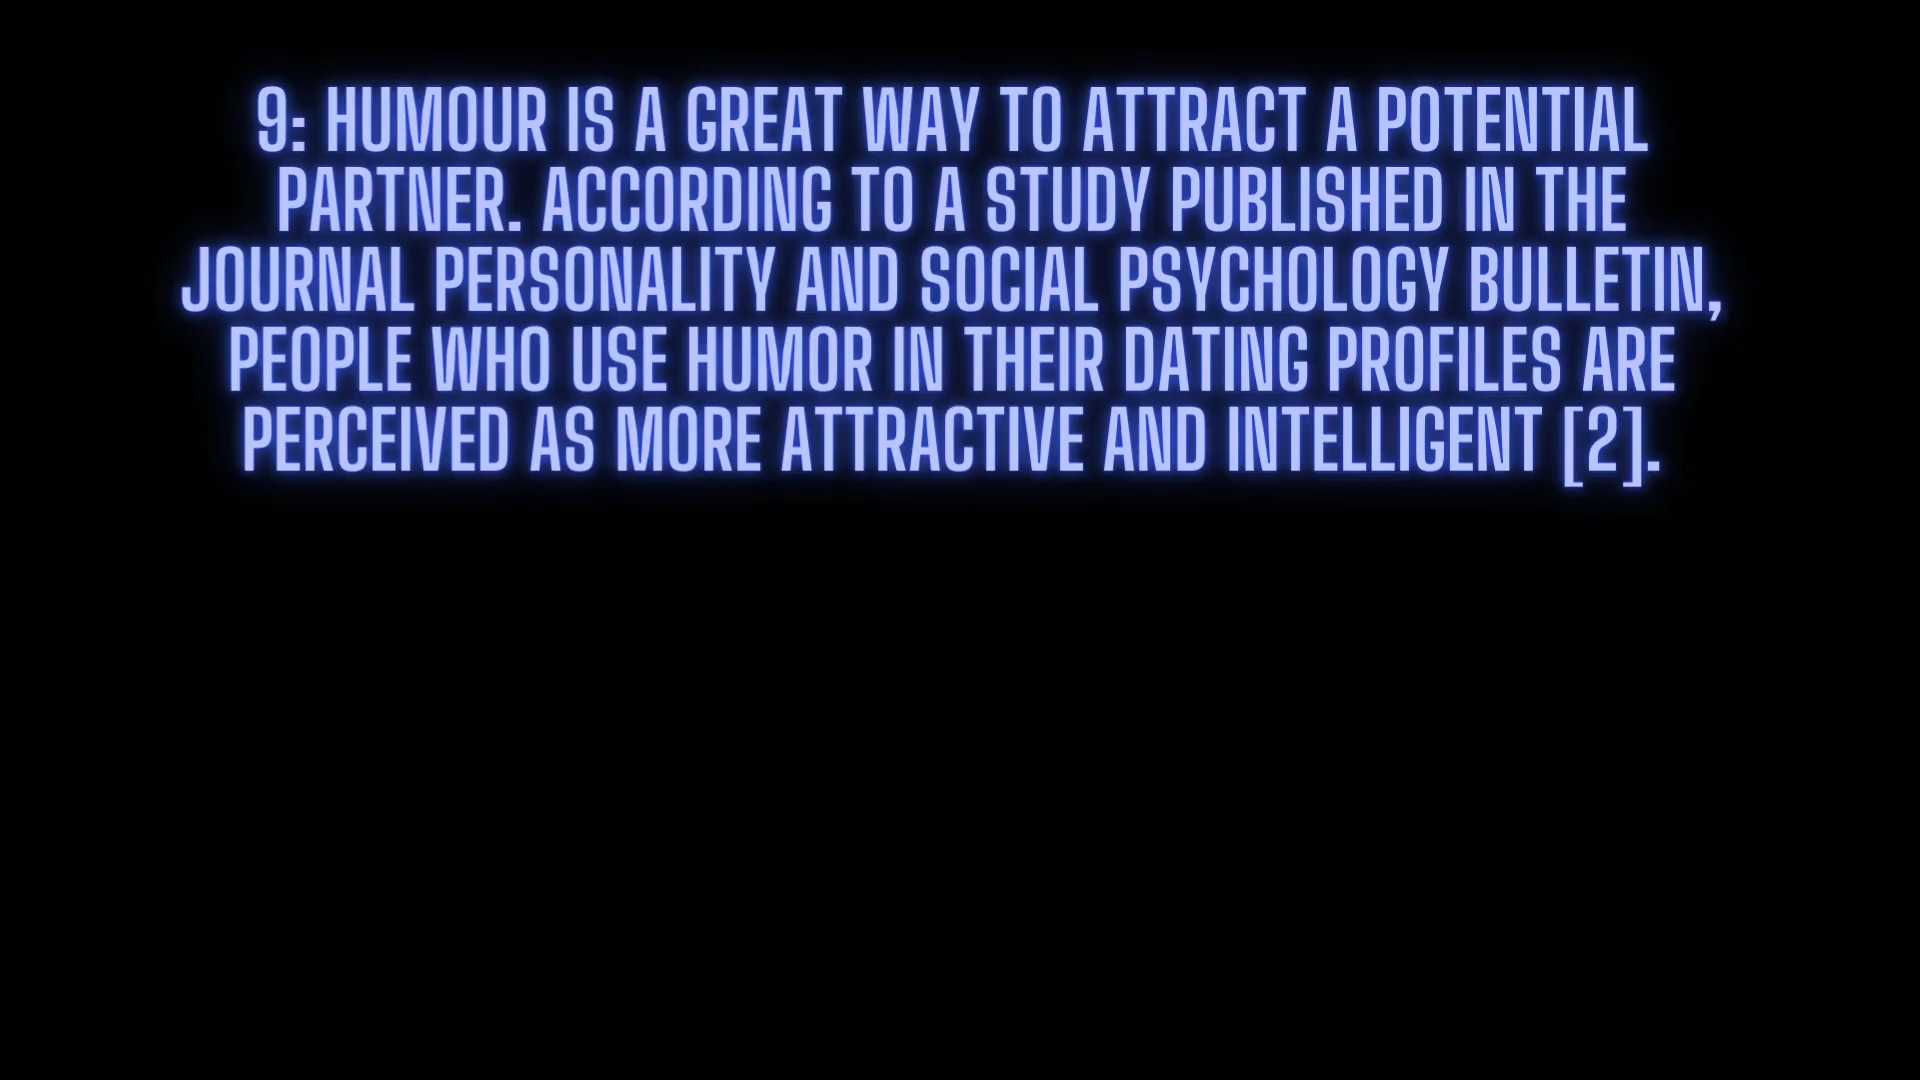 9: HUMOUR IS A GREAT WAY TO ATTRACT A POTENTIAL
PARTNER. ACCORDING TO A STUDY PUBLISHED IN THE
JOURNAL PERSONALITY AND SOCIAL PSYCHOLOGY BULLETIN,
PEOPLE WHO USE HUMOR IN THEIR DATING PROFILES ARE
PERCEIVED AS MORE ATTRACTIVE AND INTELLIGENT [2].